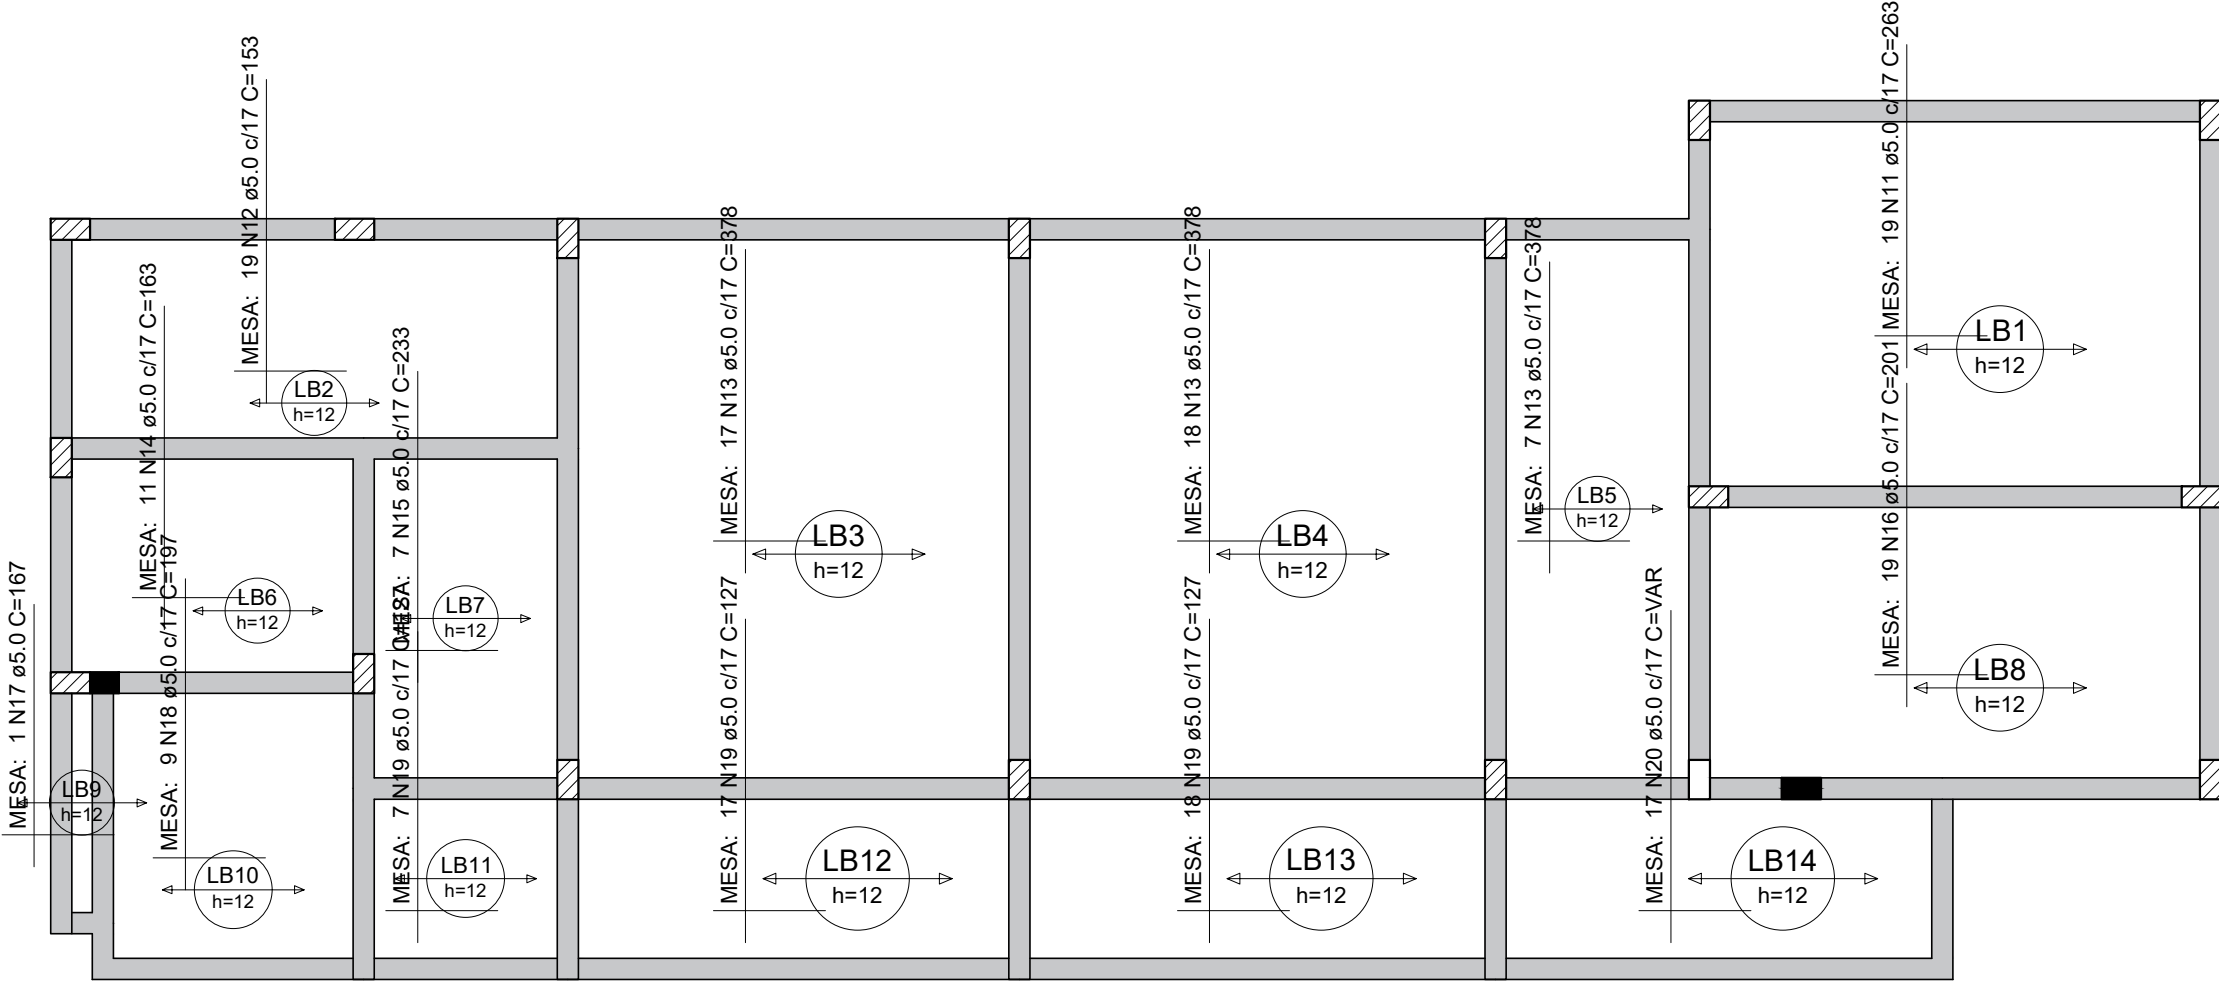 MESA: 19 N12 ø5.0 c/17 C=153
MESA: 19 N11 ø5.0 c/17 C=263
LB1
h=12
LB2
h=12
MESA: 11 N14 ø5.0 c/17 C=163
MESA: 7 N15 ø5.0 c/17 C=233
MESA: 17 N13 ø5.0 c/17 C=378
LB3
h=12
MESA: 18 N13 ø5.0 c/17 C=378
LB4
h=12
MESA: 7 N13 ø5.0 c/17 C=378
LB5
h=12
MESA: 19 N16 ø5.0 c/17 C=201
LB8
h=12
LB6
h=12
LB7
h=12
MESA: 1 N17 ø5.0 C=167
LB9
h=12
MESA: 9 N18 ø5.0 c/17 C=197
LB10
h=12
MESA: 7 N19 ø5.0 c/17 C=127
LB11
h=12
MESA: 17 N19 ø5.0 c/17 C=127
LB12
h=12
MESA: 18 N19 ø5.0 c/17 C=127
LB13
h=12
MESA: 17 N20 ø5.0 c/17 C=VAR
LB14
h=12